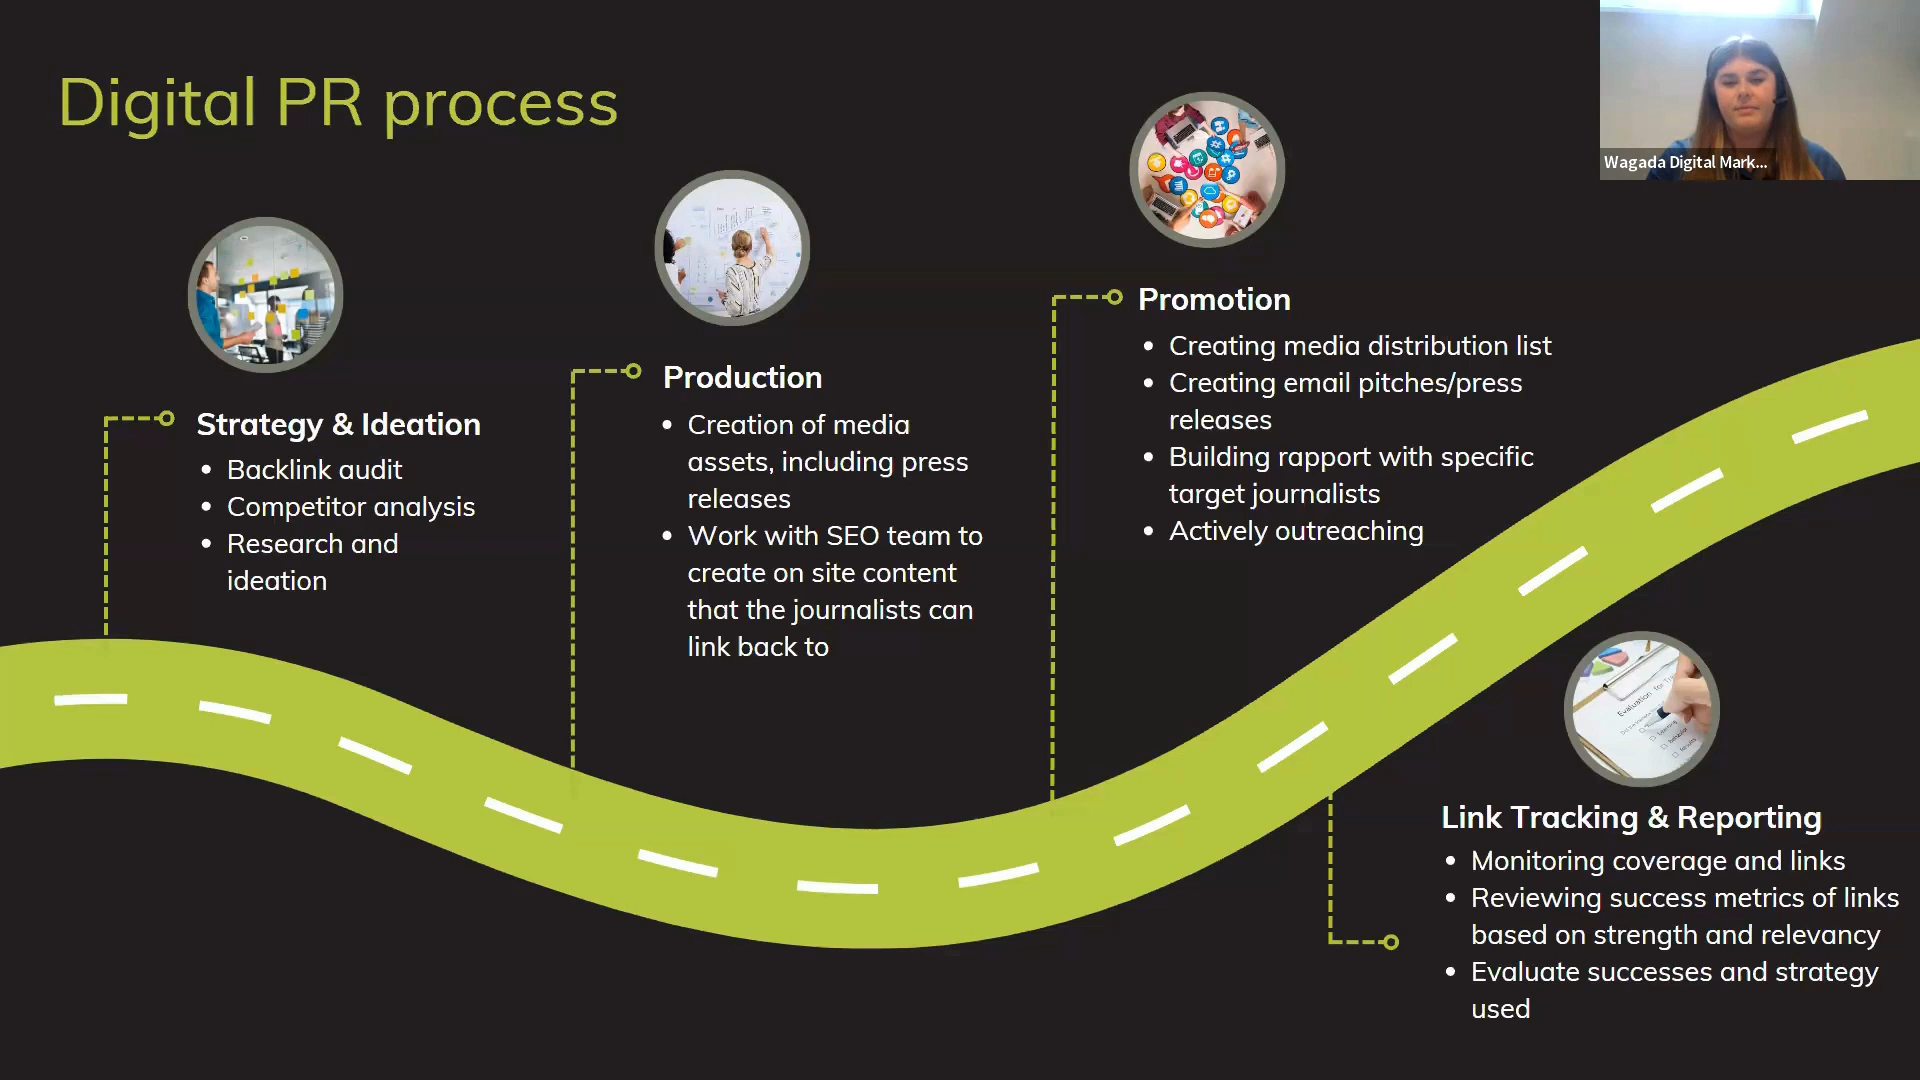 Digital PR process
Wagada Digital Mark...
Strategy & Ideation
• Backlink audit
• Competitor analysis
• Research and
ideation
Production
• Creation of media
assets, including press
releases
• Work with SEO team to
create on site content
that the journalists can
link back to
Promotion
• Creating media distribution list
• Creating email pitches/press
releases
• Building rapport with specific
target journalists
• Actively outreaching
Evaluation for
Link Tracking & Reporting
• Monitoring coverage and links
• Reviewing success metrics of links
based on strength and relevancy
• Evaluate successes and strategy
used